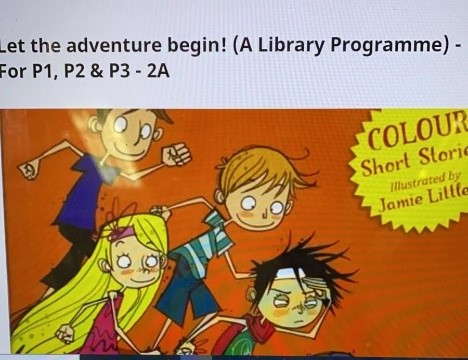 Let the adventure begin! (A Library Programme) -
For P1, P2 & P3 - 2A
COLOUR
Short Storie
Illustrated by
Jamie Little